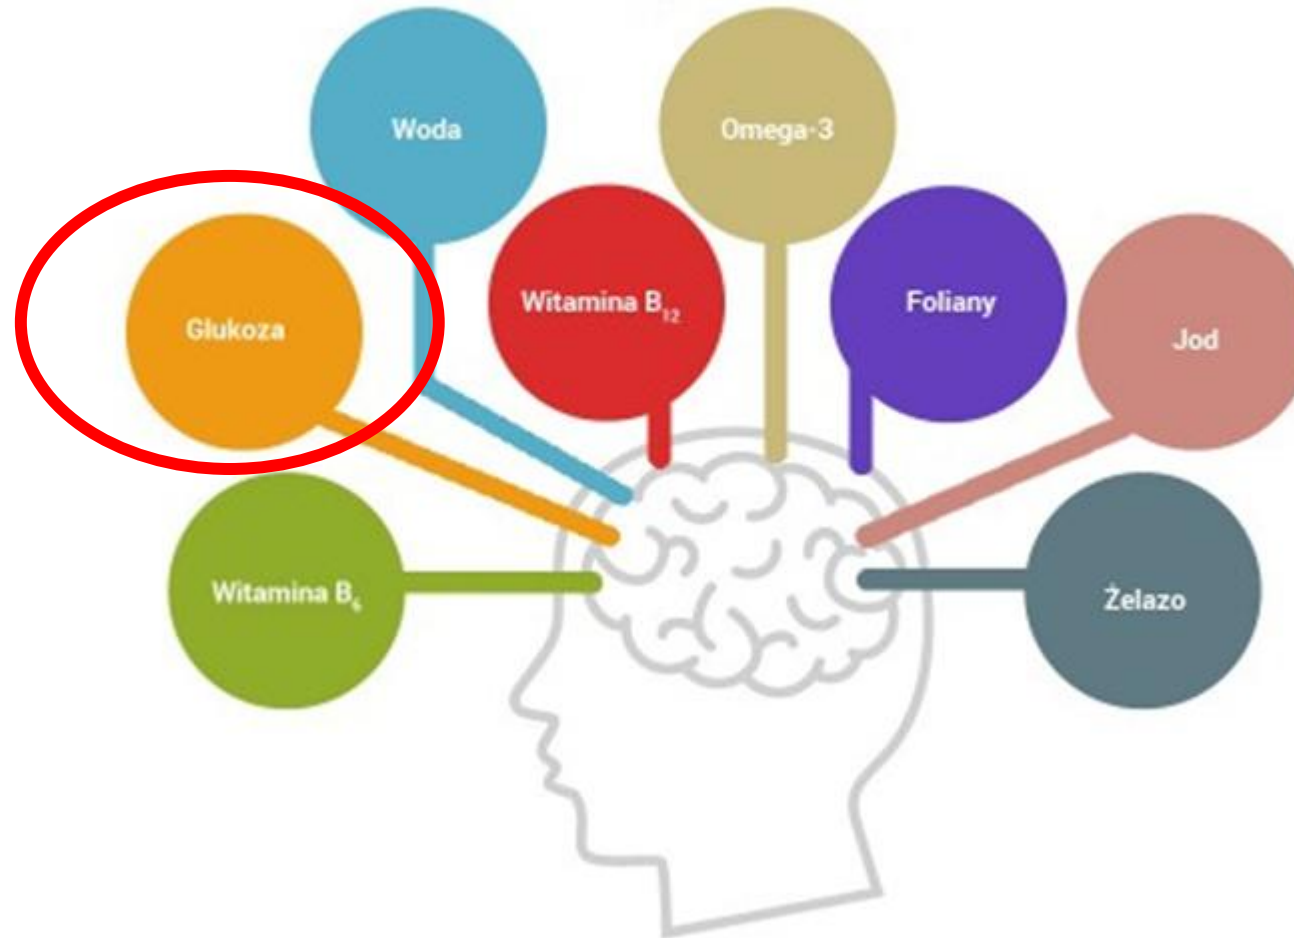 Woda
Omega-3
Glukoza
Witamina B₁₂
Foliany
Jod
Witamina B₆
Żelazo